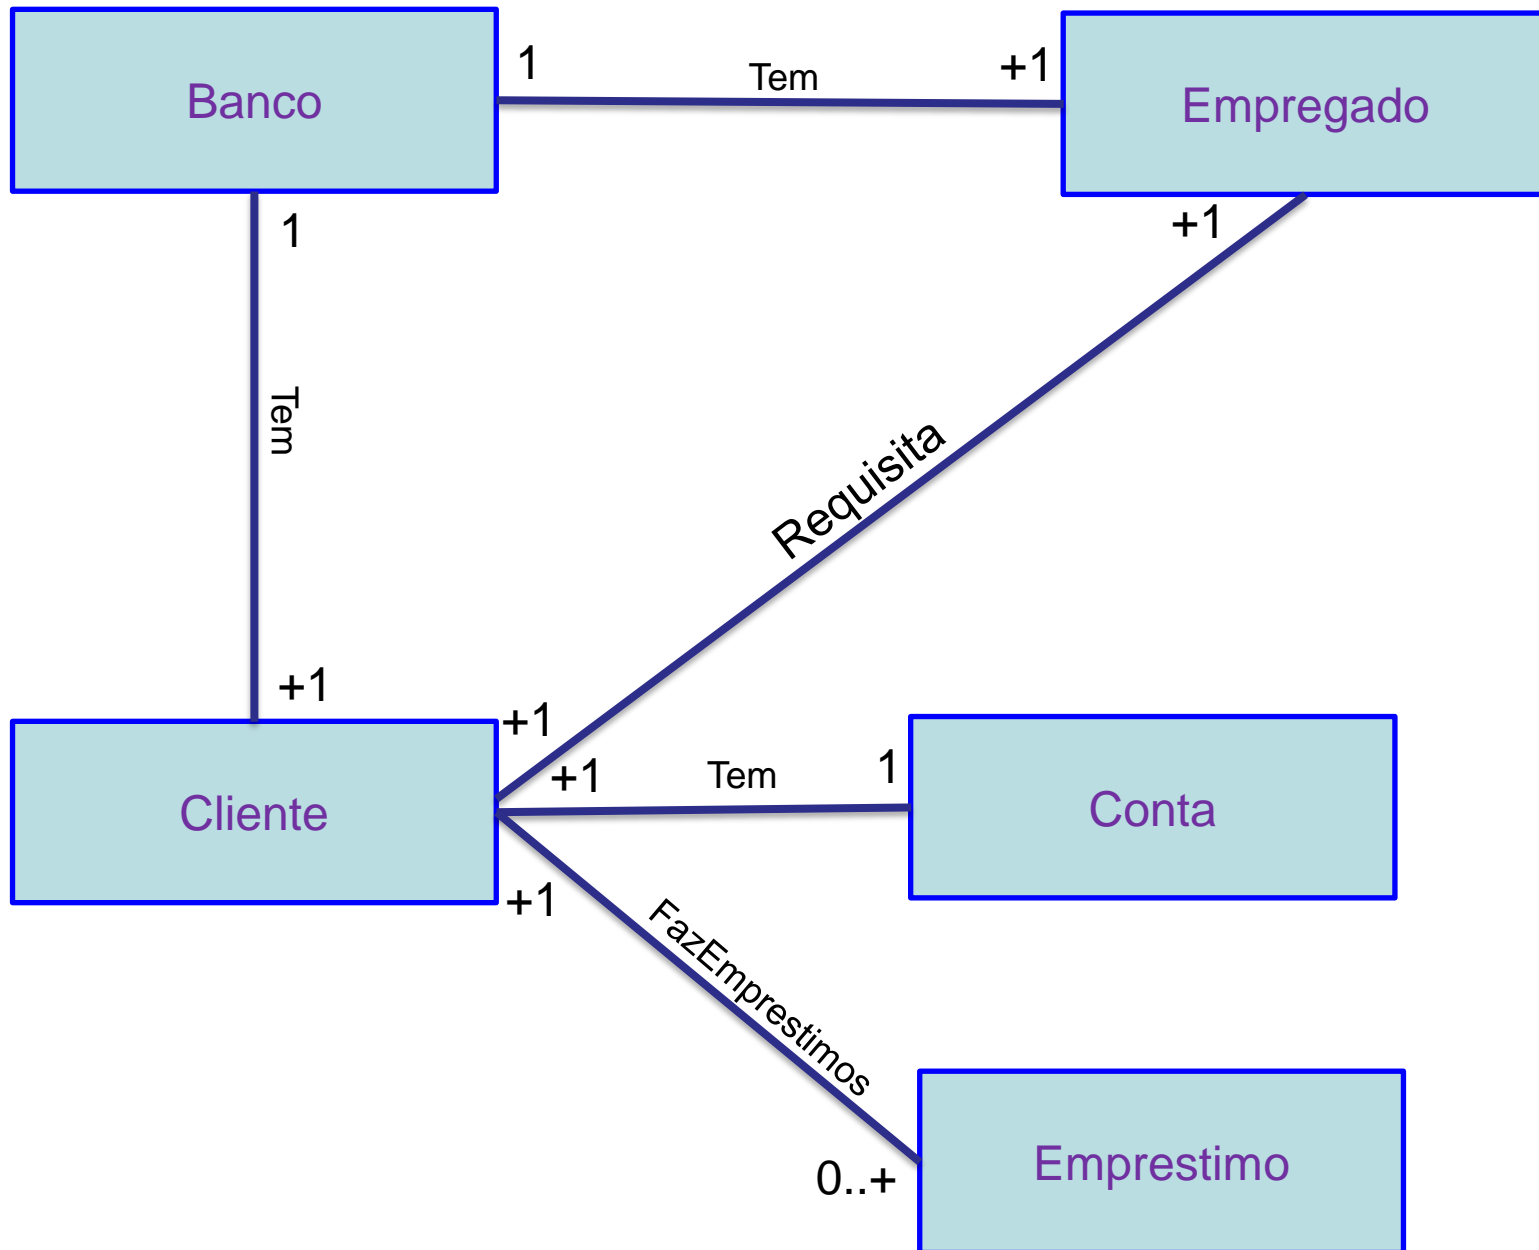 Banco
1
Tem
+1
Empregado
1
+1
Tem
Requisita
+1
+1
+1
Tem
1
Cliente
Conta
+1
FazEmprestimos
0..+
Emprestimo